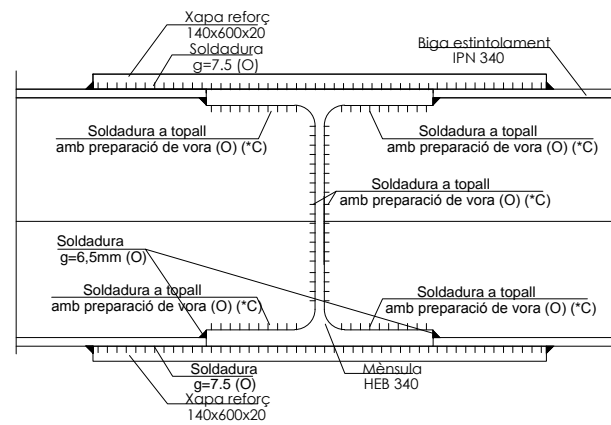 Xapa reforç
140x600x20
Soldadura
g=7.5 (O)
Biga estintolament
IPN 340
Soldadura a topall
amb preparació de vora (O) (*C)
Soldadura a topall
amb preparació de vora (O) (*C)
Soldadura a topall
amb preparació de vora (O) (*C)
Soldadura
g=6,5mm (O)
Soldadura a topall
amb preparació de vora (O) (*C)
Soldadura a topall
amb preparació de vora (O) (*C)
Soldadura
g=7.5 (O)
Mènsula
HEB 340
Xapa reforç
140x600x20